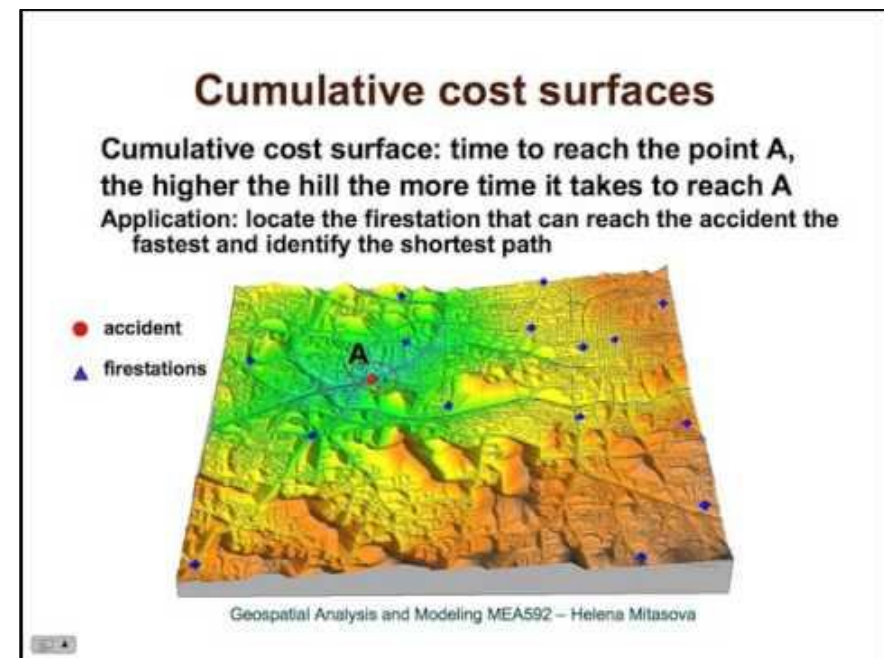 Cumulative cost surfaces
Cumulative cost surface: time to reach the point A,
the higher the hill the more time it takes to reach A
Application: locate the firestation that can reach the accident the
fastest and identify the shortest path
accident
firestations
A
Geospatial Analysis and Modeling MEA592 – Helena Mitasova